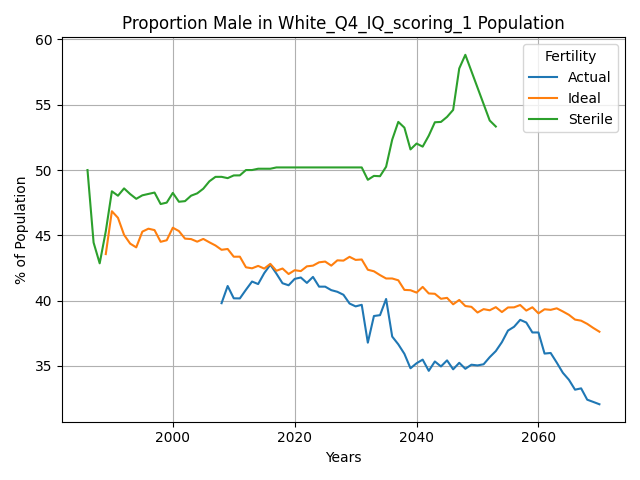 Proportion Male in White_Q4_IQ_scoring_1 Population
% of Population
60
55
50
45
40
35
Fertility
Actual
Ideal
Sterile
2000
2020
2040
2060
Years